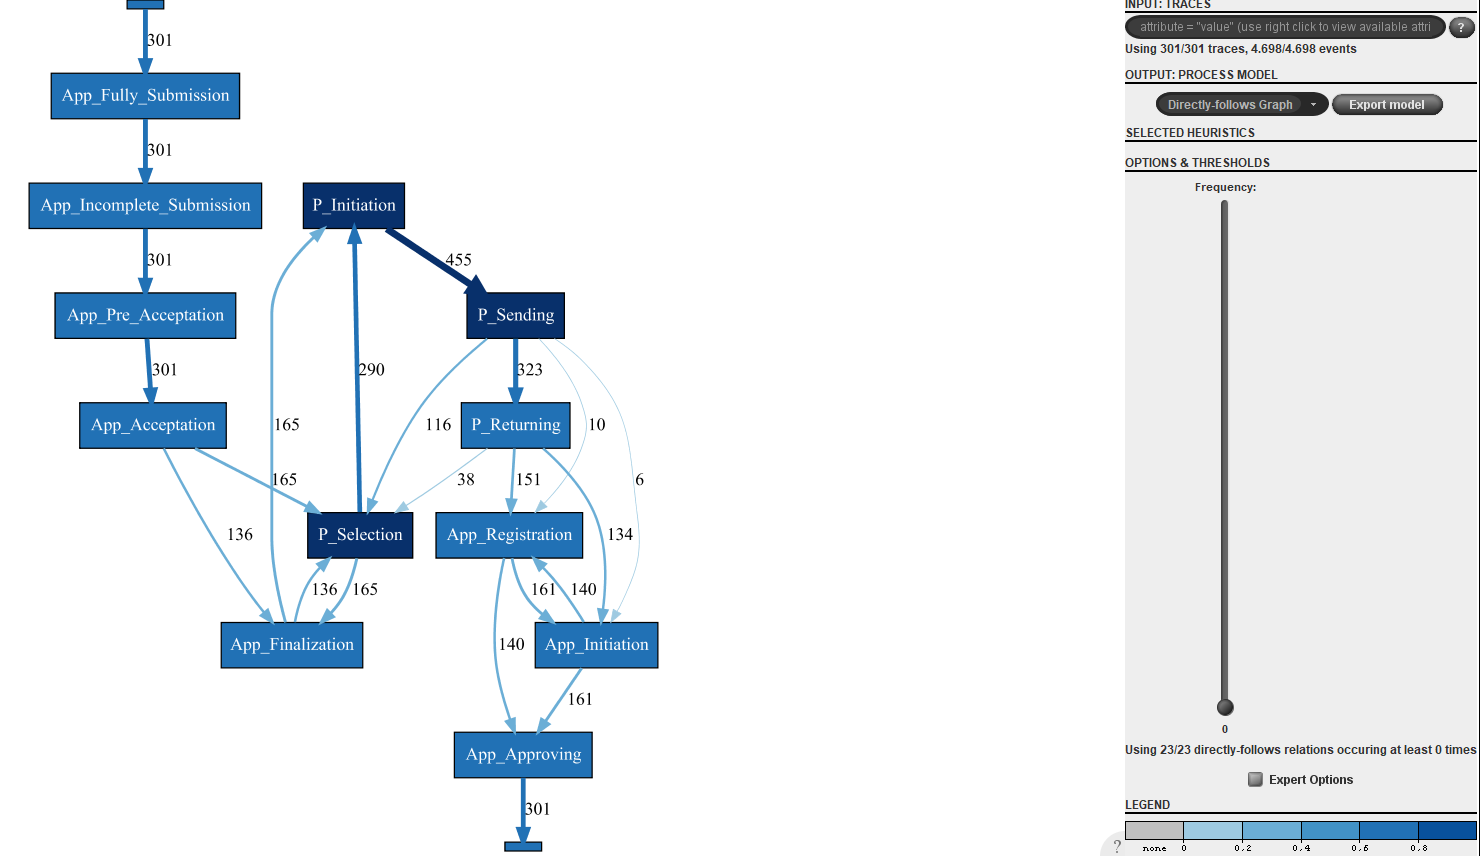 301
App_Fully_Submission
301
App_Incomplete_Submission
P_Initiation
301
455
App_Pre_Acceptation
P_Sending
301
290
323
App_Acceptation
165
116
P_Returning
10
165
38
151
6
136
P_Selection
App_Registration
134
136
165
161
140
App_Finalization
140
App_Initiation
161
App_Approving
301
INPUT: TRACES
attribute = "value" (use right click to view available attri
?
Using 301/301 traces, 4.698/4.698 events
OUTPUT: PROCESS MODEL
Directly-follows Graph
Export model
SELECTED HEURISTICS
OPTIONS & THRESHOLDS
Frequency:
0
Using 23/23 directly-follows relations occuring at least 0 times
Expert Options
LEGEND
?
none 0 0.2 0.4 0.6 0.8